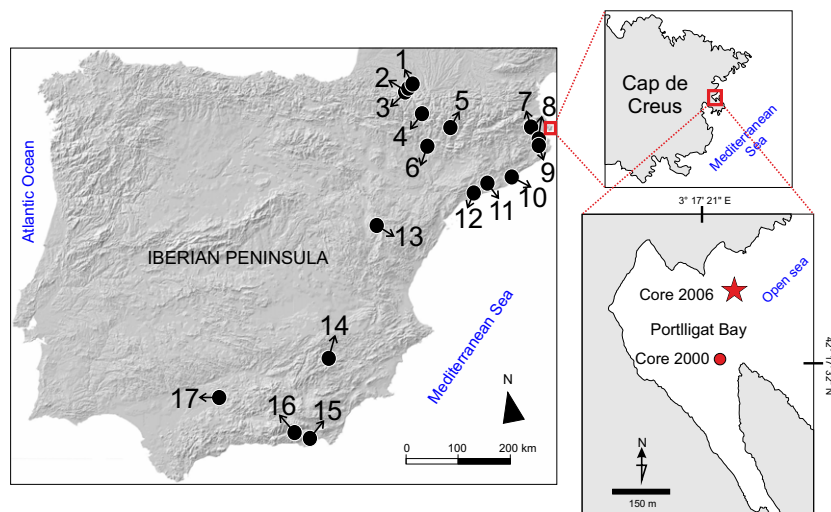 1
2
3
4
5
6
7
8
9
10
11
12
13
14
15
16
17
Atlantic Ocean
IBERIAN PENINSULA
Mediterranean Sea
N
0 100 200 km
Cap de
Creus
Mediterranean
Sea
3° 17' 21" E
Core 2006
Open sea
Portlligat Bay
Core 2000
42° 17' 32" N
N
150 m